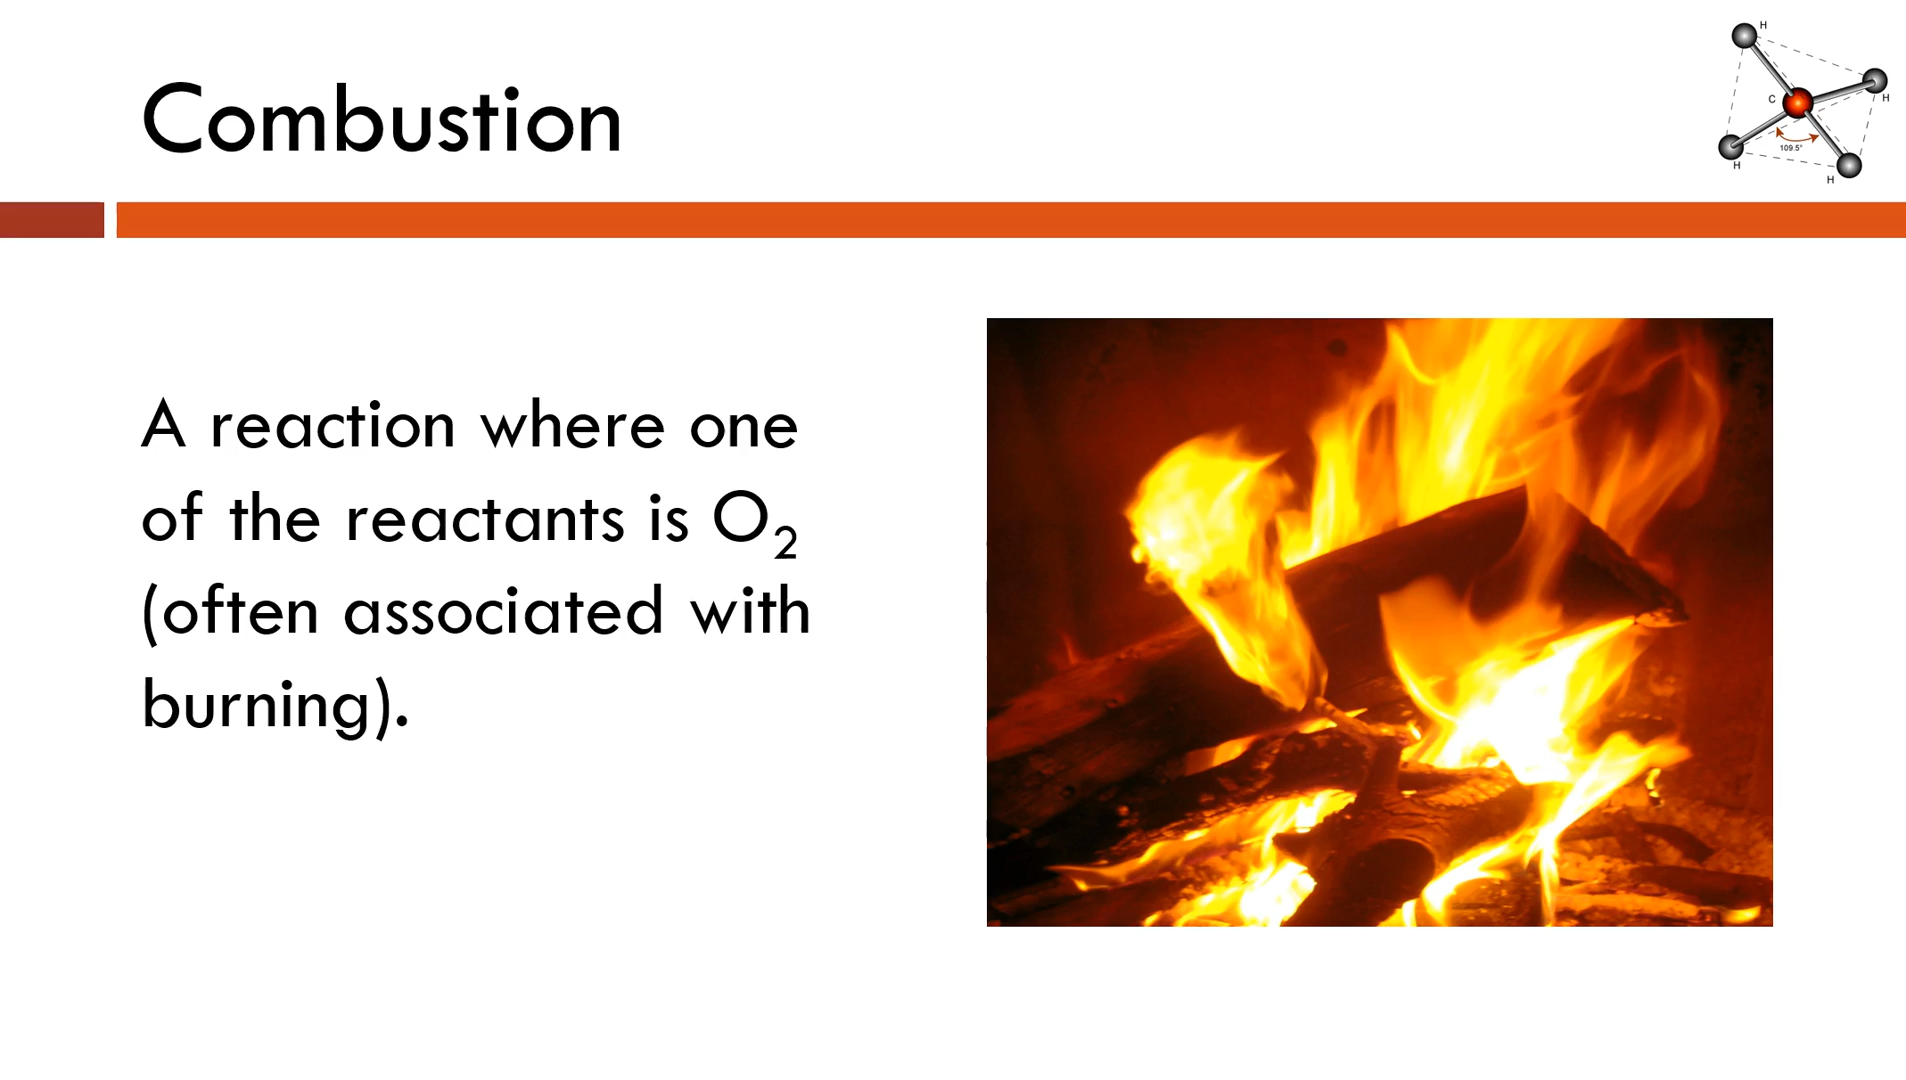 Combustion
H
C
H
109.5°
H
H
A reaction where one
of the reactants is O₂
(often associated with
burning).